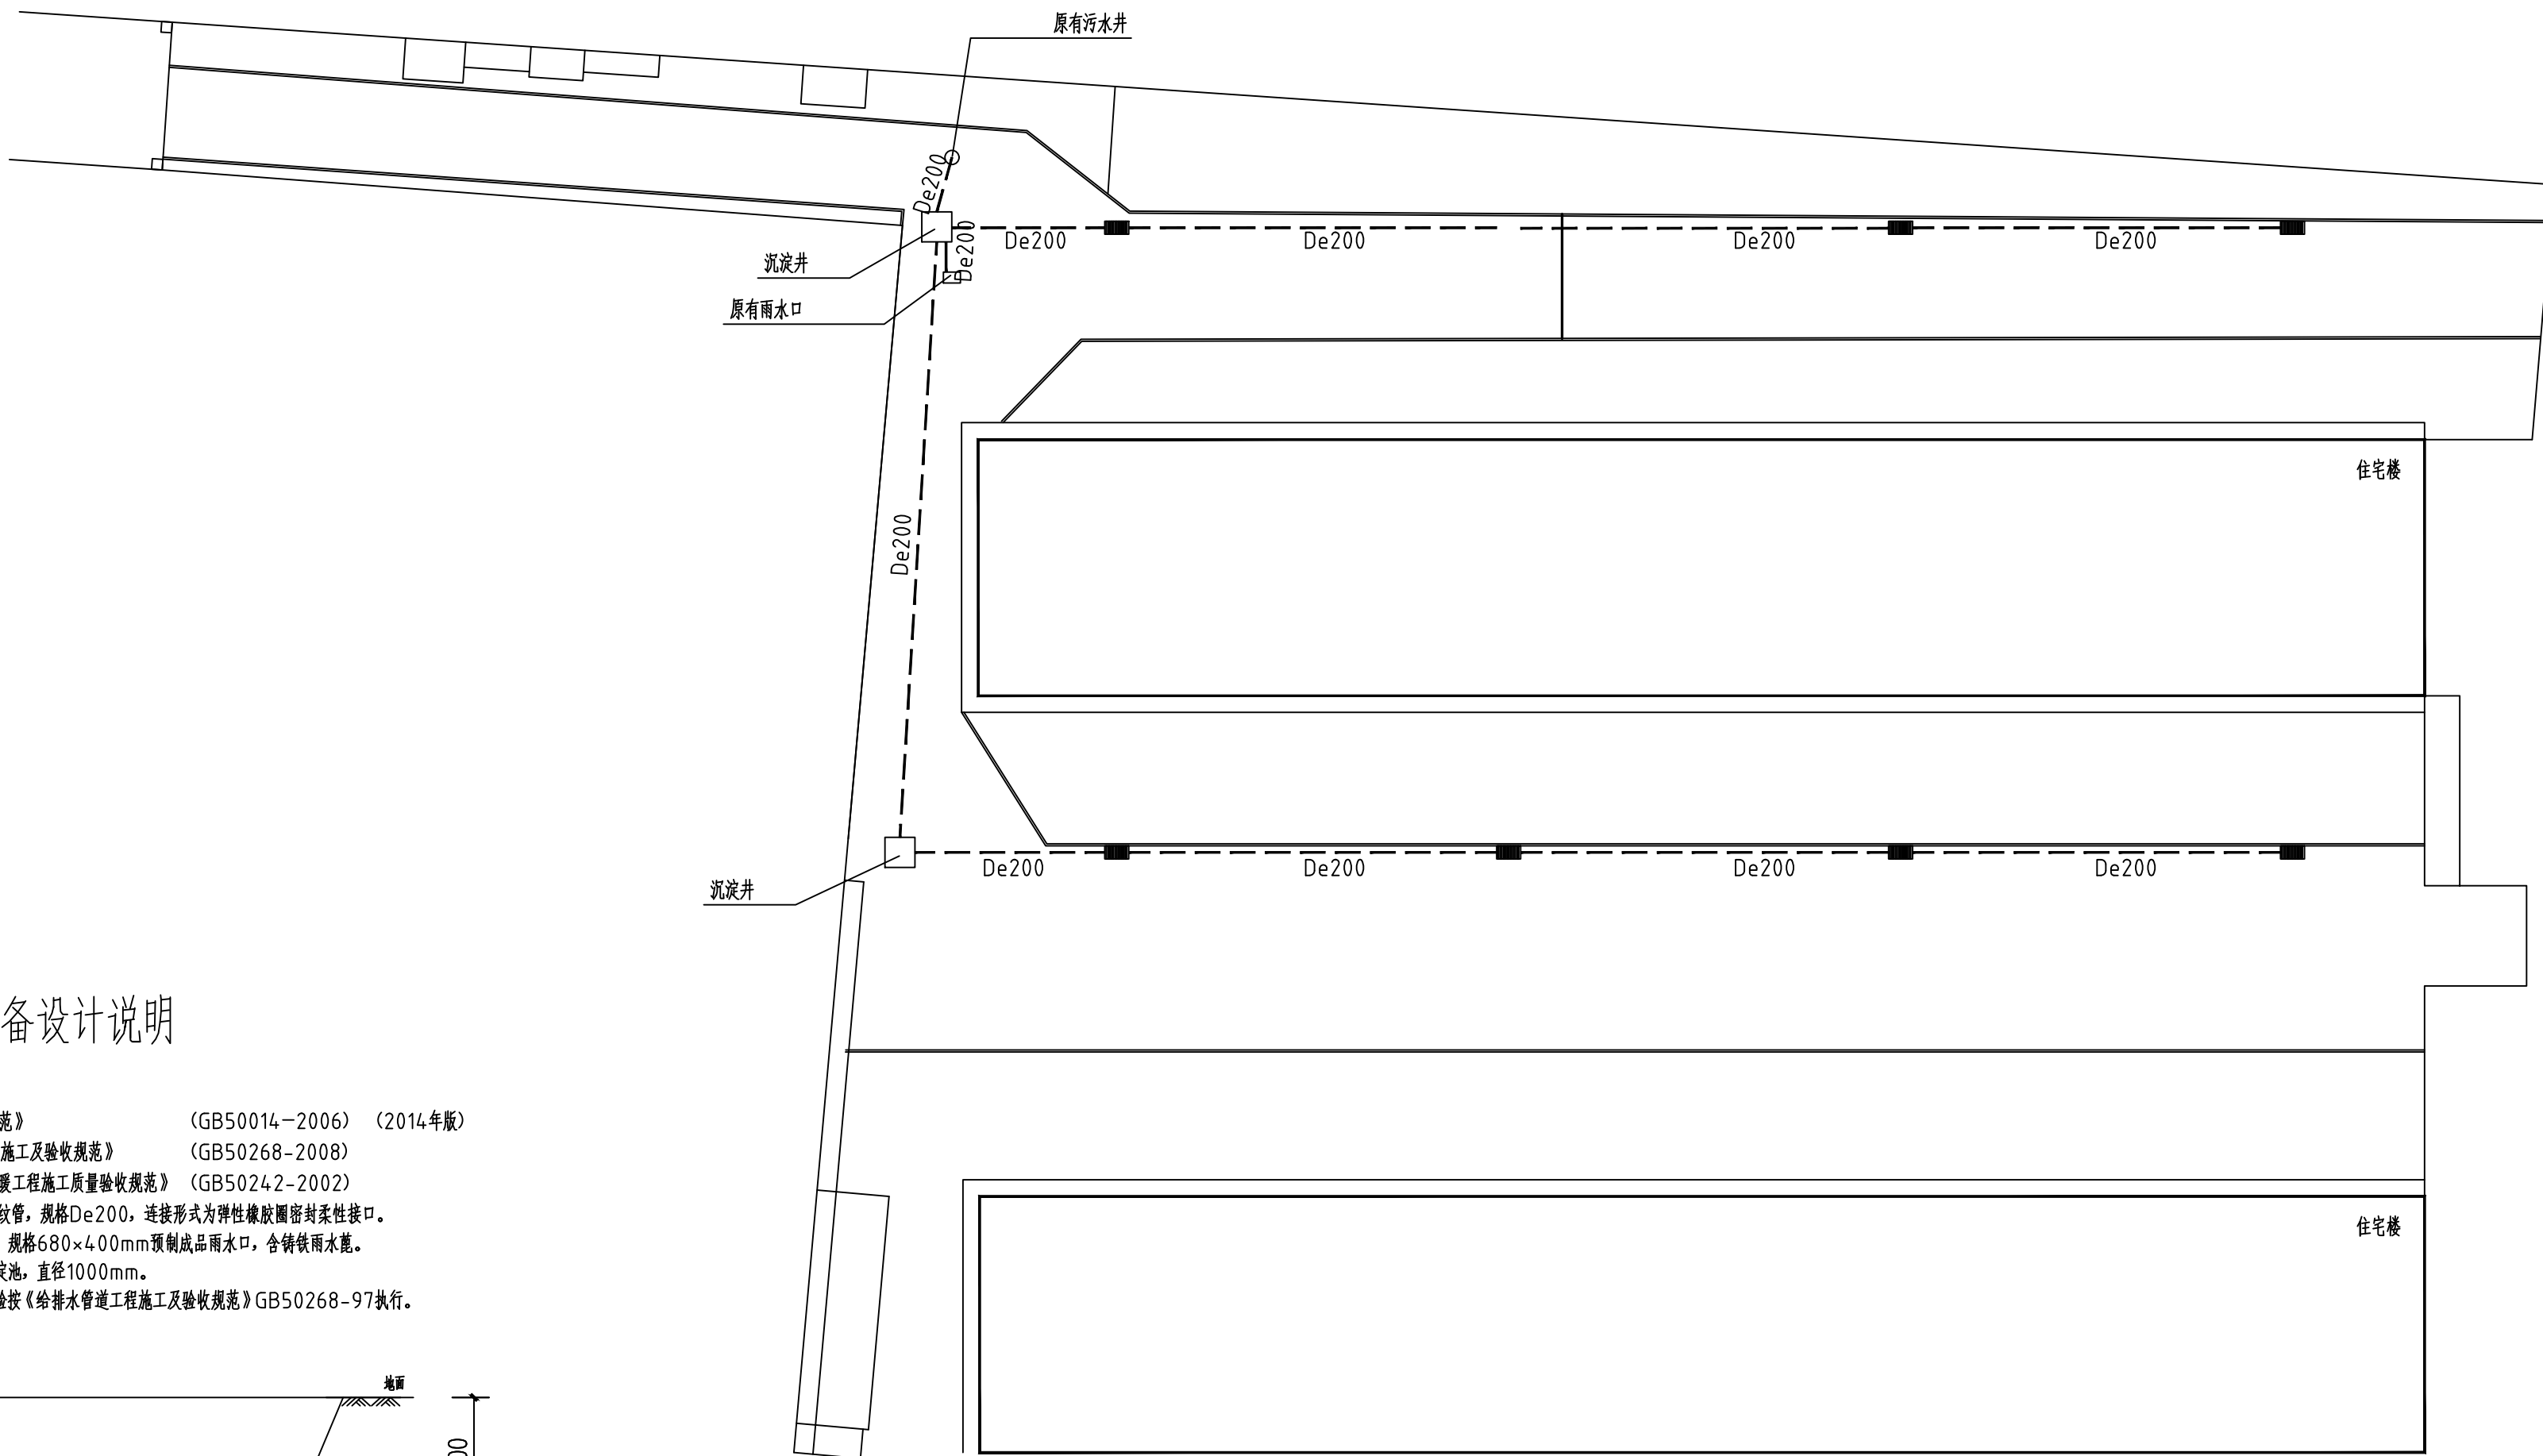 原有污水井
De200
De200
De200
De200
De200
De200
沉淀井
原有雨水口
住宅楼
De200
De200
De200
De200
De200
沉淀井
备设计说明
范》 (GB50014-2006) (2014年版)
施工及验收规范》 (GB50268-2008)
暖工程施工质量验收规范》 (GB50242-2002)
纹管，规格De200，连接形式为弹性橡胶圈密封柔性接口。
规格680×400mm预制成品雨水口，含铸铁雨水篦。
淀池，直径1000mm。
验按《给排水管道工程施工及验收规范》GB50268-97执行。
住宅楼
地面
00